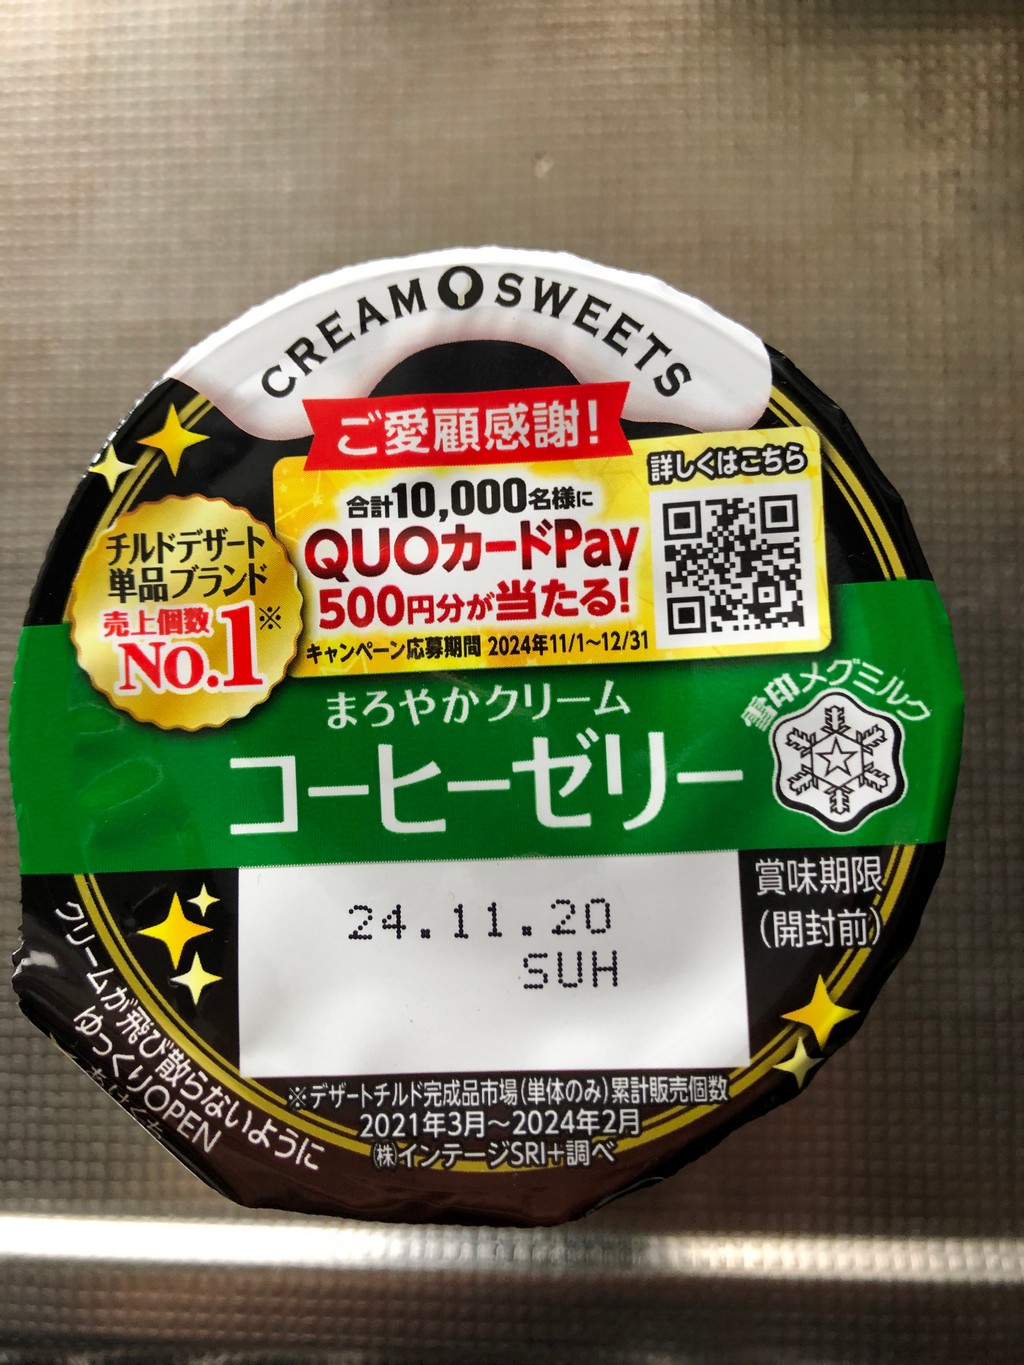 CREAM SWEETS
ご愛顧感謝!
合計10,000名様に
QUOカードPay
500円分が当たる!
キャンペーン応募期間 2024年11/1~12/31
詳しくはこちら
チルドデザート
単品ブランド
売上個数
No.1※
まろやかクリーム
コーヒーゼリー
雪印メグミルク
賞味期限
(開封前)
24.11.20
SUH
クリームが飛び散らないように
ゆっくりOPEN
※デザートチルド完成品市場(単体のみ)累計販売個数
2021年3月~2024年2月
㈱インテージSRI+調べ